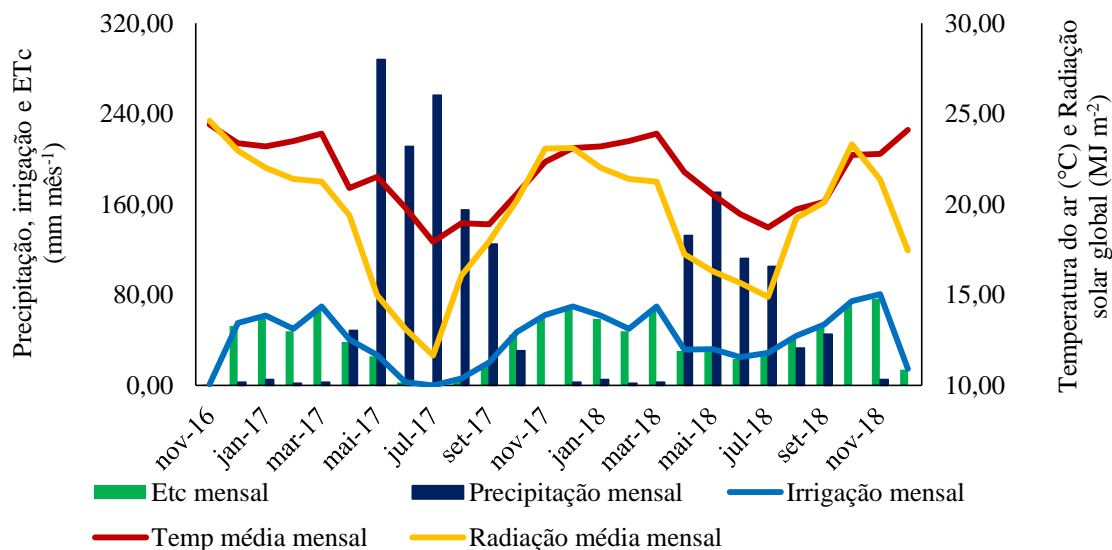 Precipitação, irrigação e ETc
(mm mês⁻¹)
320,00
240,00
160,00
80,00
0,00
30,00
25,00
20,00
15,00
10,00
Temperatura do ar (°C) e Radiação
solar global (MJ m⁻²)
nov-16
jan-17
mar-17
mai-17
jul-17
set-17
nov-17
jan-18
mar-18
mai-18
jul-18
set-18
nov-18
Etc mensal
Precipitação mensal
Irrigação mensal
Temp média mensal
Radiação média mensal